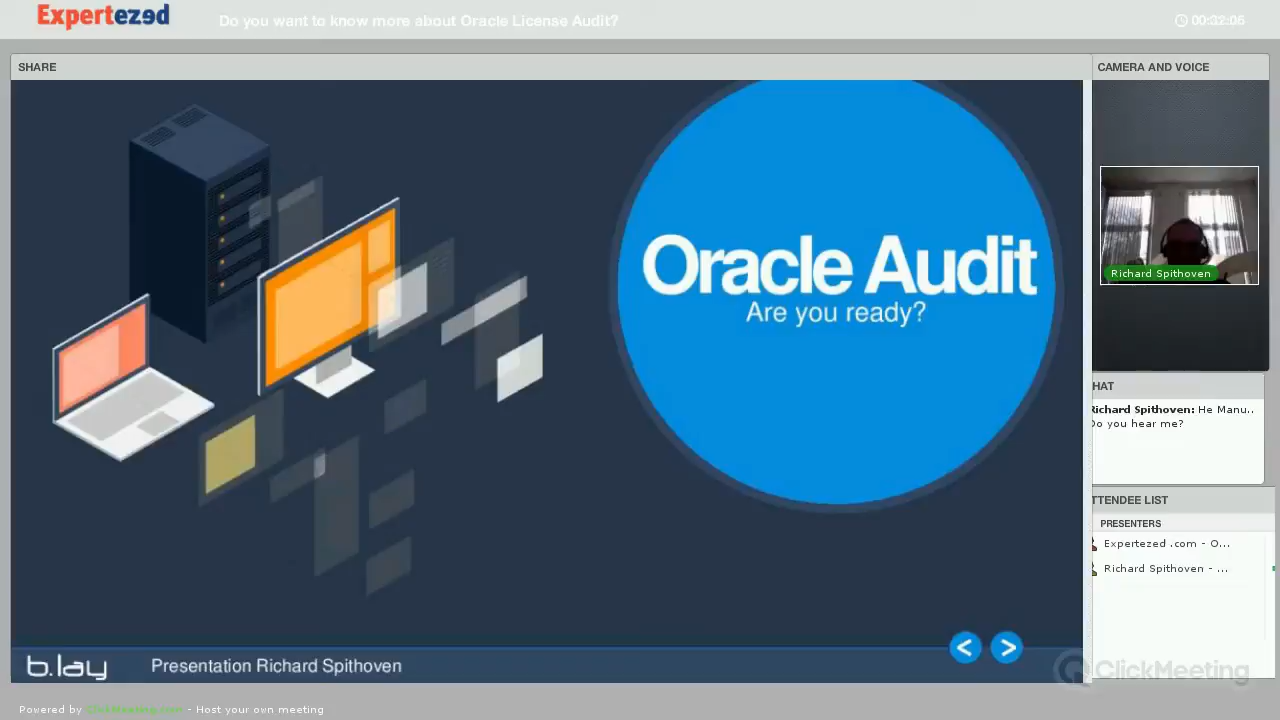 Expertezed
Do you want to know more about Oracle License Audit?
00:32:06
SHARE
CAMERA AND VOICE
Oracle Audit
Are you ready?
Richard Spithoven
HAT
Richard Spithoven: He Manu..
Do you hear me?
TTENDEE LIST
PRESENTERS
Expertezed .com - O...
Richard Spithoven - ...
b.lay
Presentation Richard Spithoven
< >
ClickMeeting
Powered by ClickMeeting.com - Host your own meeting